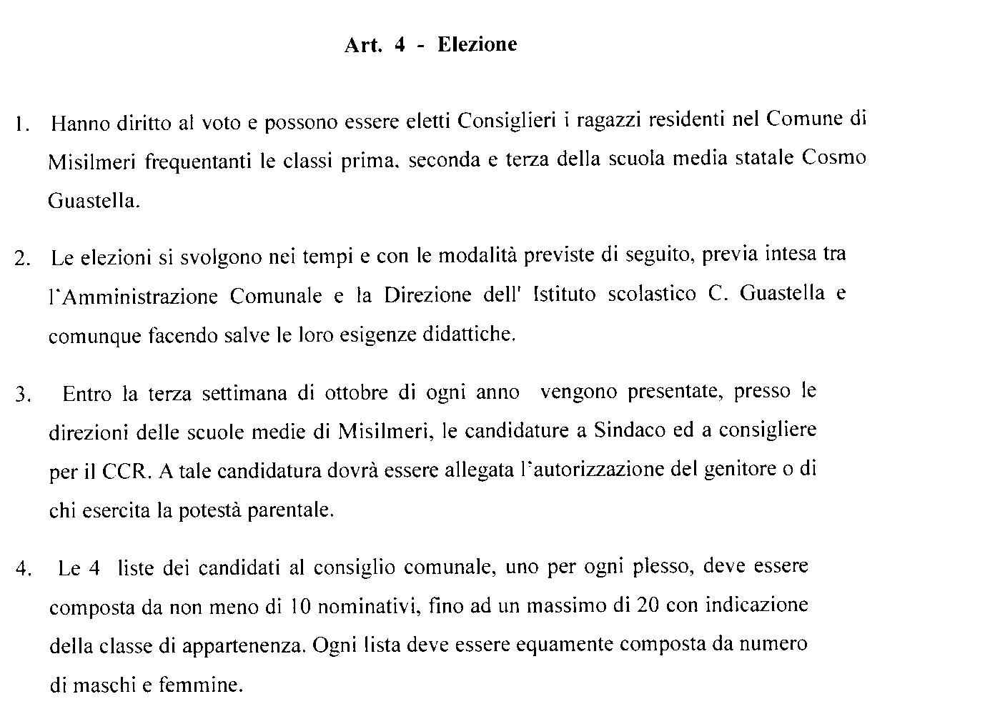 Art. 4 - Elezione
1. Hanno diritto al voto e possono essere eletti Consiglieri i ragazzi residenti nel Comune di
Misilmeri frequentanti le classi prima, seconda e terza della scuola media statale Cosmo
Guastella.
2. Le elezioni si svolgono nei tempi e con le modalità previste di seguito, previa intesa tra
l'Amministrazione Comunale e la Direzione dell' Istituto scolastico C. Guastella e
comunque facendo salve le loro esigenze didattiche.
3. Entro la terza settimana di ottobre di ogni anno vengono presentate, presso le
direzioni delle scuole medie di Misilmeri, le candidature a Sindaco ed a consigliere
per il CCR. A tale candidatura dovrà essere allegata l'autorizzazione del genitore o di
chi esercita la potestà parentale.
4. Le 4 liste dei candidati al consiglio comunale, uno per ogni plesso, deve essere
composta da non meno di 10 nominativi, fino ad un massimo di 20 con indicazione
della classe di appartenenza. Ogni lista deve essere equamente composta da numero
di maschi e femmine.